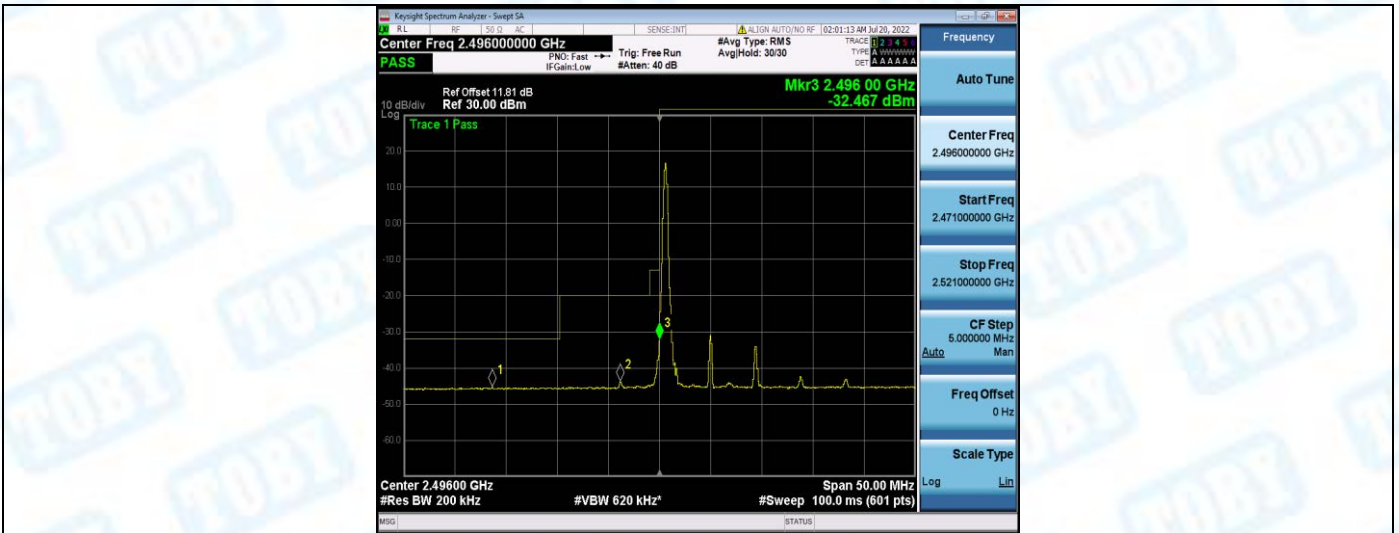 Keysight Spectrum Analyzer - Swept SA
RL RF 50 Ω AC SENSE:INT ALIGN AUTO/NO RF 02:01:13 AM Jul 20, 2022
Center Freq 2.496000000 GHz
PASS
PNO: Fast
IFGain:Low
Trig: Free Run
#Atten: 40 dB
#Avg Type: RMS
Avg|Hold: 30/30
TRACE 1 2 3 4 5 6
TYPE A WWWWW
DET A A A A A A
Mkr3 2.496 00 GHz
-32.467 dBm
Ref Offset 11.81 dB
10 dB/div Ref 30.00 dBm
Log
Trace 1 Pass
20.0
10.0
0.00
-10.0
-20.0
-30.0
-40.0
-50.0
-60.0
1
2
3
Center 2.49600 GHz Span 50.00 MHz
#Res BW 200 kHz #VBW 620 kHz* #Sweep 100.0 ms (601 pts)
MSG STATUS
Frequency
Auto Tune
Center Freq
2.496000000 GHz
Start Freq
2.471000000 GHz
Stop Freq
2.521000000 GHz
CF Step
5.000000 MHz
Auto Man
Freq Offset
0 Hz
Scale Type
Log Lin
TOBY